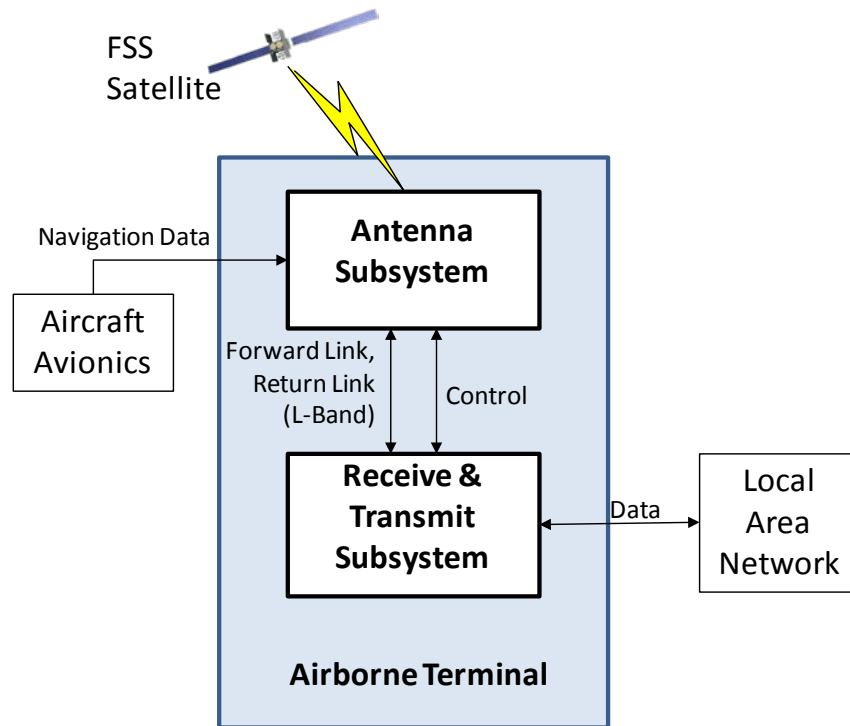 FSS
Satellite
Antenna
Subsystem
Navigation Data
Aircraft
Avionics
Forward Link,
Return Link
(L-Band)
Control
Receive &
Transmit
Subsystem
Data
Local
Area
Network
Airborne Terminal